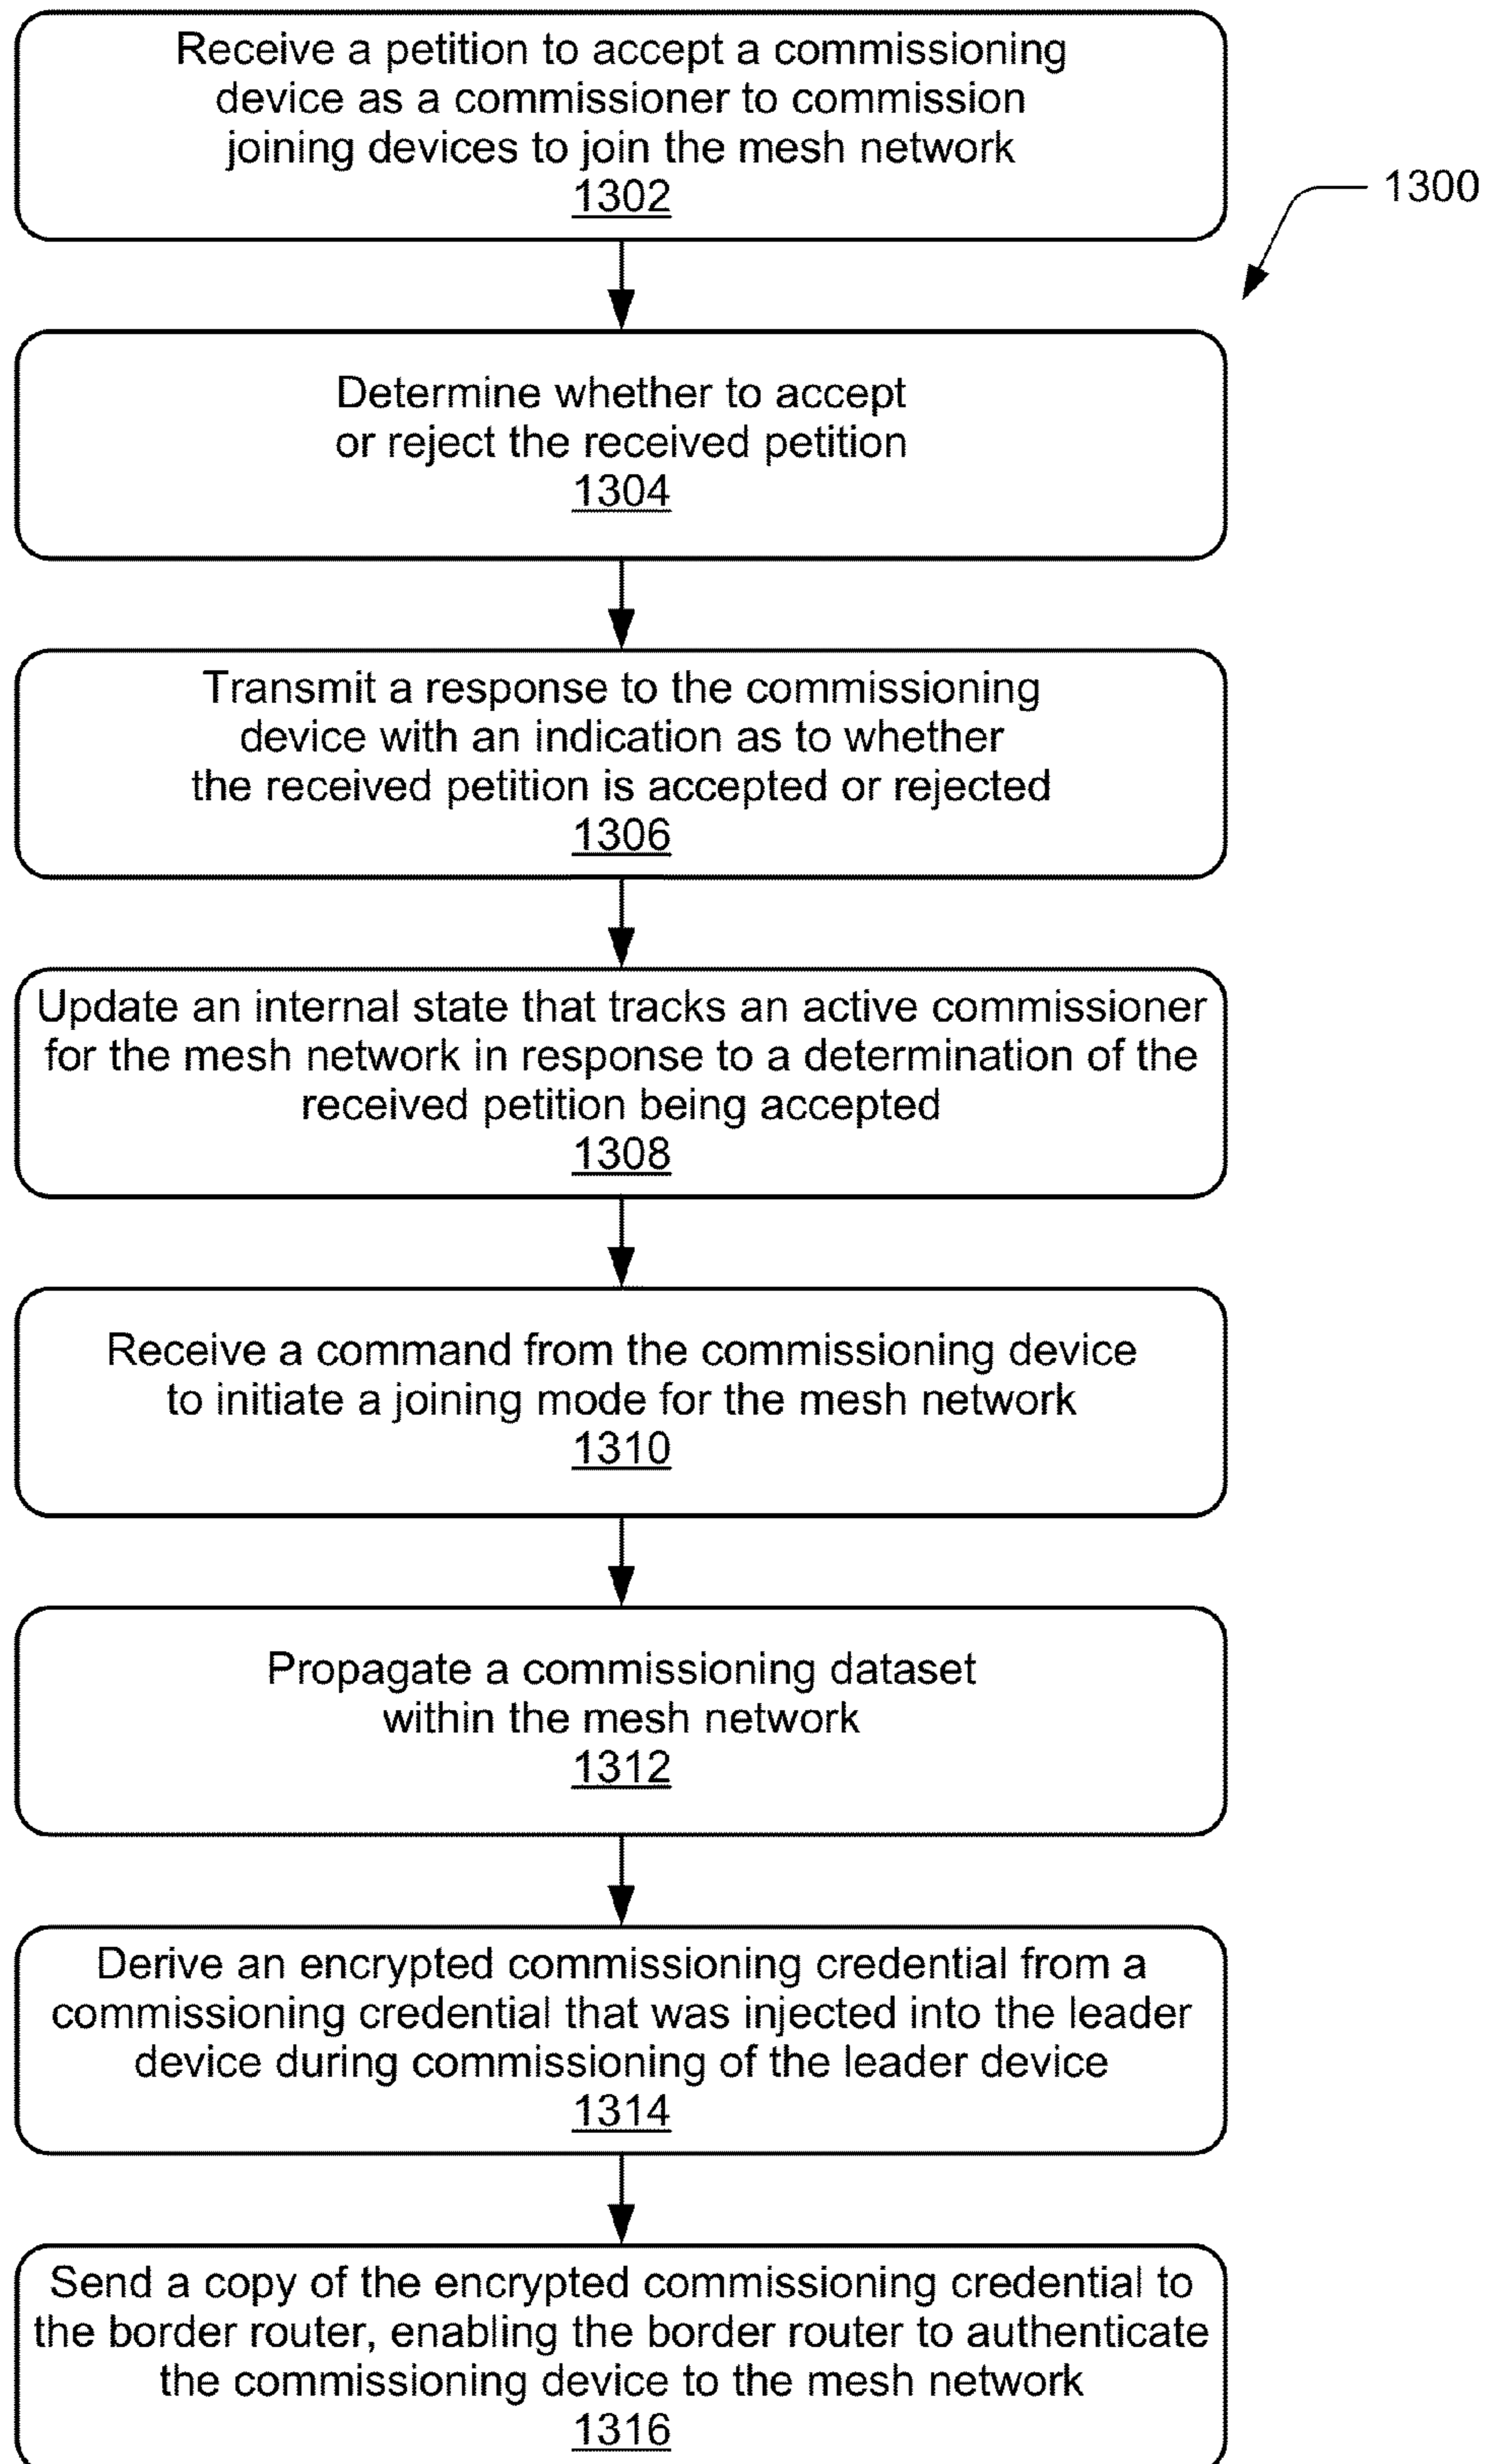 Receive a petition to accept a commissioning
device as a commissioner to commission
joining devices to join the mesh network
1302
1300
Determine whether to accept
or reject the received petition
1304
Transmit a response to the commissioning
device with an indication as to whether
the received petition is accepted or rejected
1306
Update an internal state that tracks an active commissioner
for the mesh network in response to a determination of the
received petition being accepted
1308
Receive a command from the commissioning device
to initiate a joining mode for the mesh network
1310
Propagate a commissioning dataset
within the mesh network
1312
Derive an encrypted commissioning credential from a
commissioning credential that was injected into the leader
device during commissioning of the leader device
1314
Send a copy of the encrypted commissioning credential to
the border router, enabling the border router to authenticate
the commissioning device to the mesh network
1316